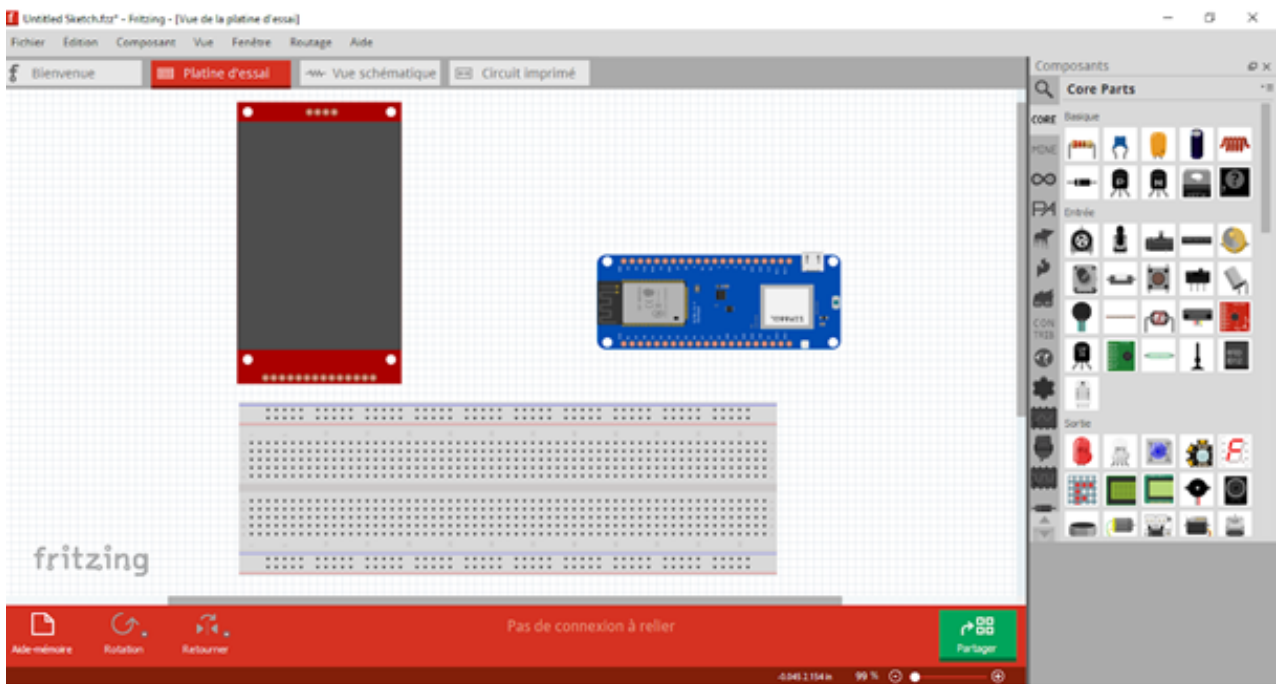 Untitled Sketch.fzz* - Fritzing - [Vue de la platine d'essai]
Fichier Édition Composant Vue Fenêtre Routage Aide
Bienvenue Platine d'essai Vue schématique Circuit imprimé
Composants
Core Parts
CORE
Basique
MINE
Entrée
CON
TRIB
Sortie
fritzing
Pas de connexion à relier
Aide-mémoire Rotation Retourner Partager
99 %